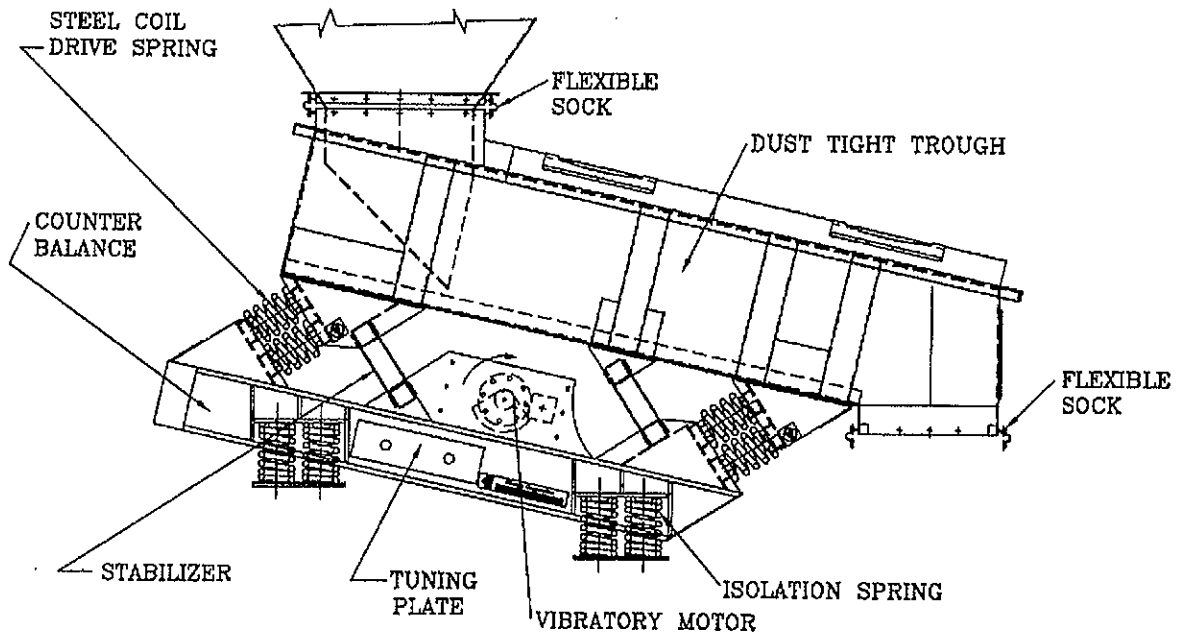 STEEL COIL
DRIVE SPRING
FLEXIBLE
SOCK
DUST TIGHT TROUGH
COUNTER
BALANCE
FLEXIBLE
SOCK
STABILIZER
TUNING
PLATE
ISOLATION SPRING
VIBRATORY MOTOR